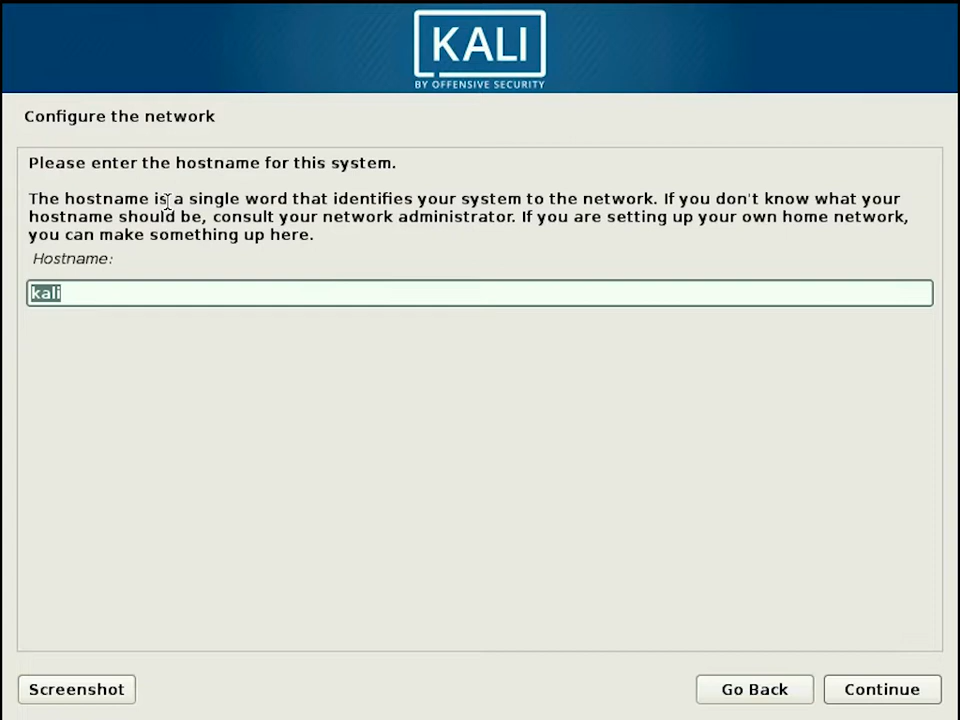 KALI
BY OFFENSIVE SECURITY
Configure the network
Please enter the hostname for this system.
The hostname is a single word that identifies your system to the network. If you don't know what your
hostname should be, consult your network administrator. If you are setting up your own home network,
you can make something up here.
Hostname:
kali
Screenshot
Go Back
Continue